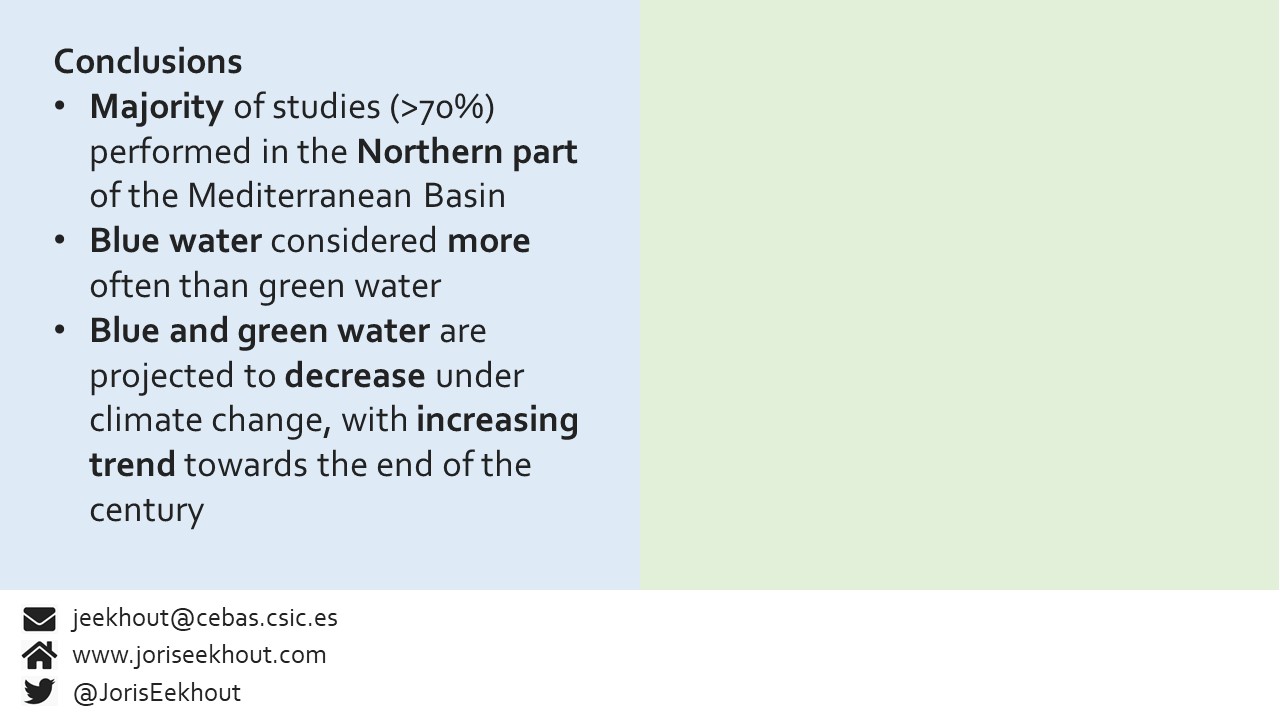 Conclusions
• Majority of studies (>70%)
performed in the Northern part
of the Mediterranean Basin
• Blue water considered more
often than green water
• Blue and green water are
projected to decrease under
climate change, with increasing
trend towards the end of the
century
jeekhout@cebas.csic.es
www.joriseekhout.com
@JorisEekhout